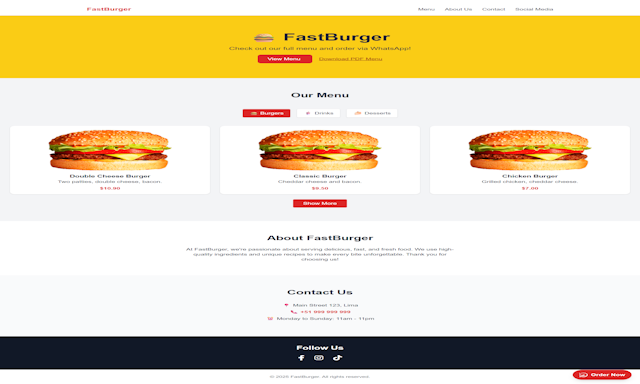 FastBurger
Menu About Us Contact Social Media
FastBurger
Check out our full menu and order via WhatsApp!
View Menu Download PDF Menu
Our Menu
Burgers Drinks Desserts
Double Cheese Burger
Two patties, double cheese, bacon.
$10.90
Classic Burger
Cheddar cheese and bacon.
Chicken Burger
Grilled chicken, cheddar cheese.
Show More
About FastBurger
At FastBurger, we're passionate about serving delicious, fast, and fresh food. We use high-
quality ingredients and unique recipes to make every bite unforgettable. Thank you for
choosing us!
Contact Us
Main Street 123, Lima
+51 999 999 999
Monday to Sunday: 11am - 11pm
Follow Us
© 2025 FastBurger. All rights reserved.
Order Now